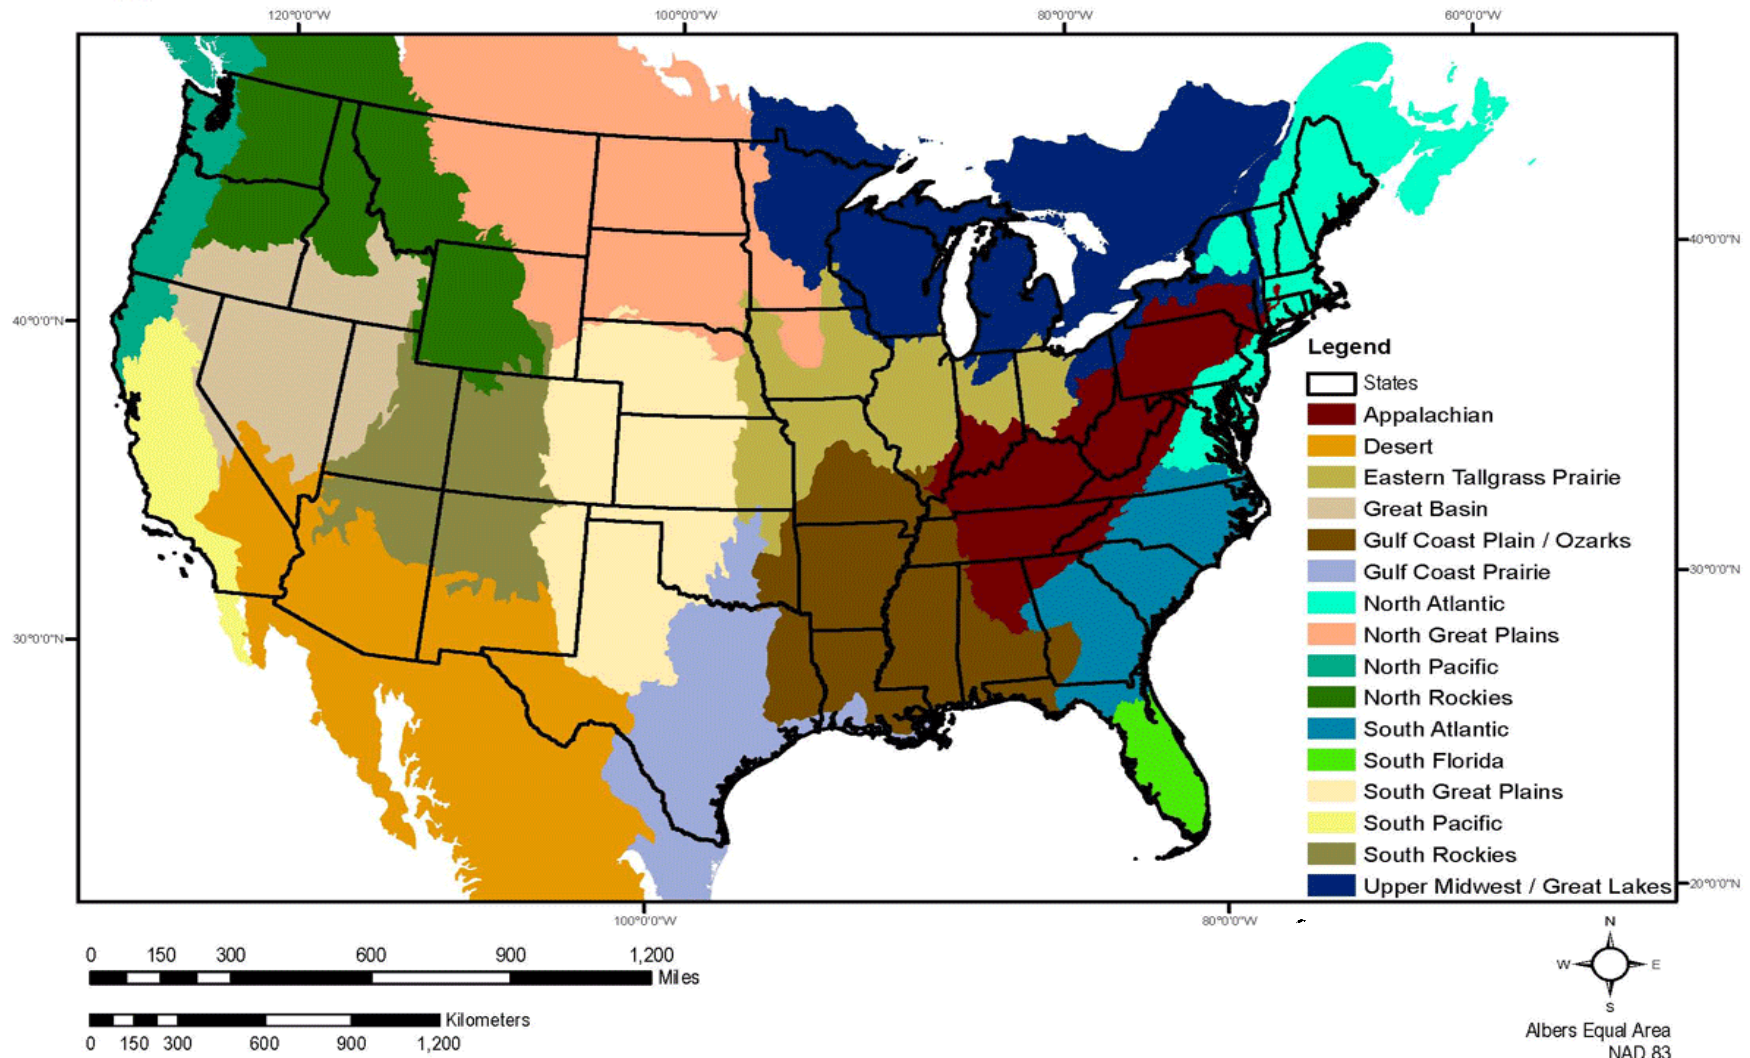 120°0'0"W 100°0'0"W 80°0'0"W 60°0'0"W
40°0'0"N 40°0'0"N
30°0'0"N 30°0'0"N
20°0'0"N
Legend
States
Appalachian
Desert
Eastern Tallgrass Prairie
Great Basin
Gulf Coast Plain / Ozarks
Gulf Coast Prairie
North Atlantic
North Great Plains
North Pacific
North Rockies
South Atlantic
South Florida
South Great Plains
South Pacific
South Rockies
Upper Midwest / Great Lakes
100°0'0"W 80°0'0"W
0 150 300 600 900 1,200
Miles
Kilometers
0 150 300 600 900 1,200
N
W E
S
Albers Equal Area
NAD 83